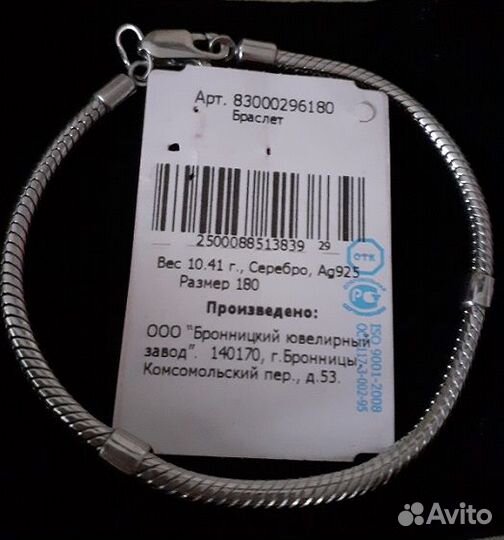 Арт. 83000296180
Браслет
2500088513839 29
Вес 10.41 г., Серебро, Ag925
Размер 180
Произведено:
ООО "Бронницкий ювелирный
завод". 140170, г.Бронницы
Комсомольский пер., д.53.
ОТК
РС
ISO 9001-2008
Avito